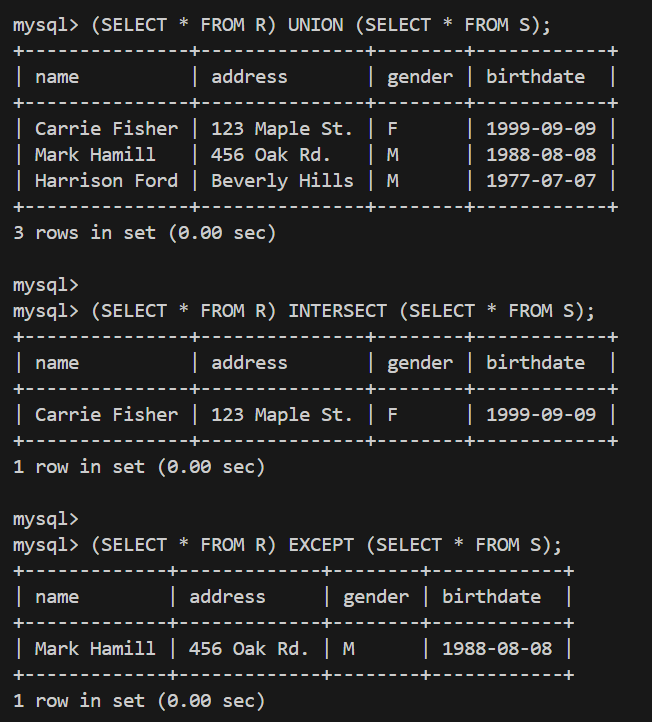 mysql> (SELECT * FROM R) UNION (SELECT * FROM S);
+---------------+---------------+--------+------------+
| name          | address       | gender | birthdate  |
+---------------+---------------+--------+------------+
| Carrie Fisher | 123 Maple St. | F      | 1999-09-09 |
| Mark Hamill   | 456 Oak Rd.   | M      | 1988-08-08 |
| Harrison Ford | Beverly Hills | M      | 1977-07-07 |
+---------------+---------------+--------+------------+
3 rows in set (0.00 sec)

mysql>
mysql> (SELECT * FROM R) INTERSECT (SELECT * FROM S);
+---------------+---------------+--------+------------+
| name          | address       | gender | birthdate  |
+---------------+---------------+--------+------------+
| Carrie Fisher | 123 Maple St. | F      | 1999-09-09 |
+---------------+---------------+--------+------------+
1 row in set (0.00 sec)

mysql>
mysql> (SELECT * FROM R) EXCEPT (SELECT * FROM S);
+-------------+-------------+--------+------------+
| name        | address     | gender | birthdate  |
+-------------+-------------+--------+------------+
| Mark Hamill | 456 Oak Rd. | M      | 1988-08-08 |
+-------------+-------------+--------+------------+
1 row in set (0.00 sec)